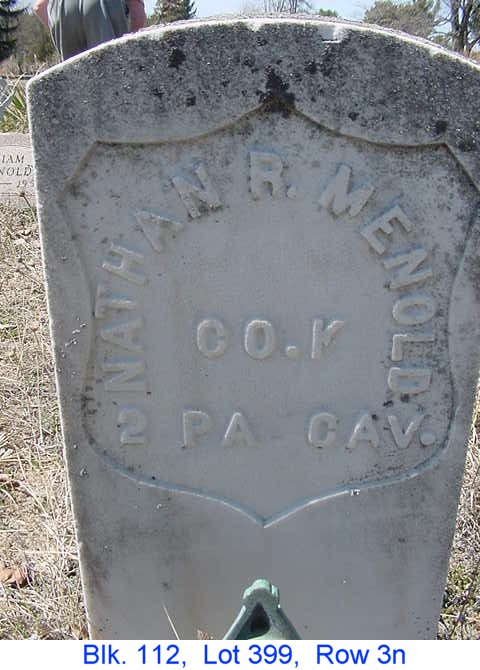 NATHAN R. MENOLD
CO. K
2 PA CAV.
Blk. 112, Lot 399, Row 3n